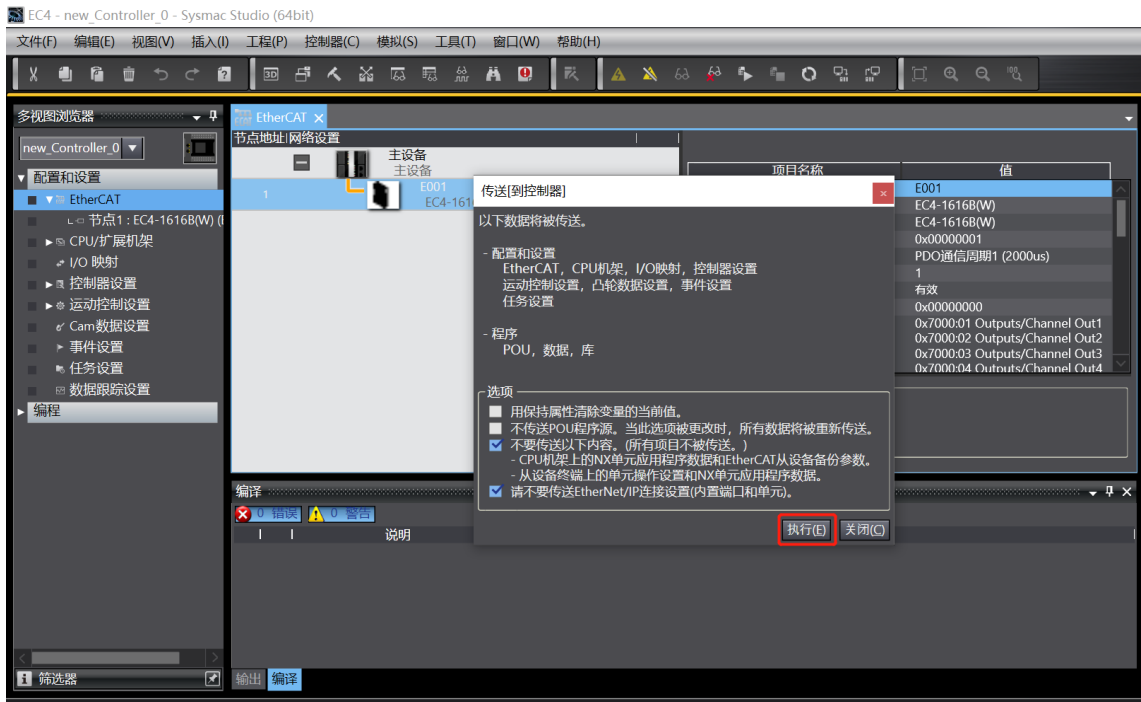 EC4 - new_Controller_0 - Sysmac Studio (64bit)
文件(F) 编辑(E) 视图(V) 插入(I) 工程(P) 控制器(C) 模拟(S) 工具(T) 窗口(W) 帮助(H)
多视图浏览器
new_Controller_0
配置和设置
EtherCAT
节点1 : EC4-1616B(W) (
CPU/扩展机架
I/O 映射
控制器设置
运动控制设置
Cam数据设置
事件设置
任务设置
数据跟踪设置
编程
筛选器
EtherCAT
节点地址 网络设置
主设备
主设备
1
E001
EC4-161
项目名称 值
E001
EC4-1616B(W)
EC4-1616B(W)
0x00000001
PDO通信周期1 (2000us)
1
有效
0x00000000
0x7000:01 Outputs/Channel Out1
0x7000:02 Outputs/Channel Out2
0x7000:03 Outputs/Channel Out3
0x7000:04 Outputs/Channel Out4
传送[到控制器]
以下数据将被传送。
- 配置和设置
EtherCAT，CPU机架，I/O映射，控制器设置
运动控制设置，凸轮数据设置，事件设置
任务设置
- 程序
POU，数据，库
选项
用保持属性清除变量的当前值。
不传送POU程序源。当此选项被更改时，所有数据将被重新传送。
不要传送以下内容。(所有项目不被传送。)
- CPU机架上的NX单元应用程序数据和EtherCAT从设备备份参数。
- 从设备终端上的单元操作设置和NX单元应用程序数据。
请不要传送EtherNet/IP连接设置(内置端口和单元)。
执行(E) 关闭(C)
编译
0 错误 0 警告
说明
输出 编译